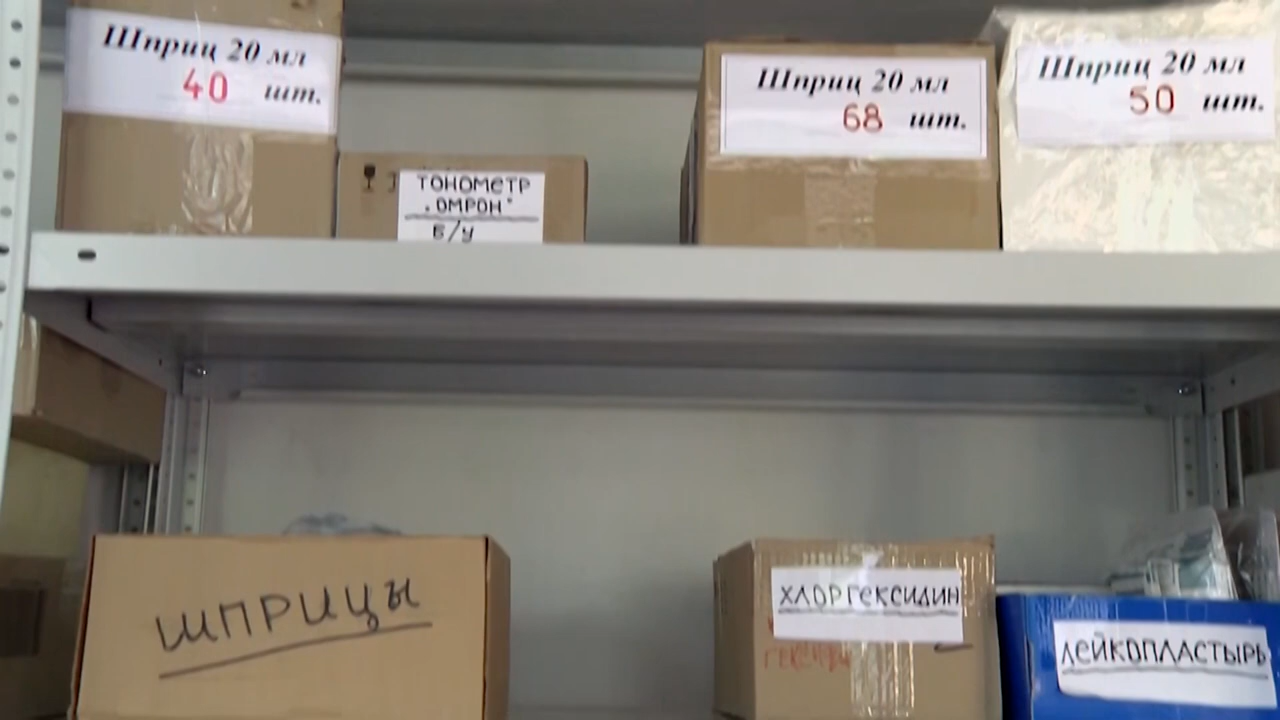 Шприц 20 мл
40 шт.
ТОНОМЕТР
"ОМРОН"
Б/У
Шприц 20 мл
68 шт.
Шприц 20 мл
50 шт.
ШПРИЦЫ
ХЛОРГЕКСИДИН
ЛЕЙКОПЛАСТЫРЬ